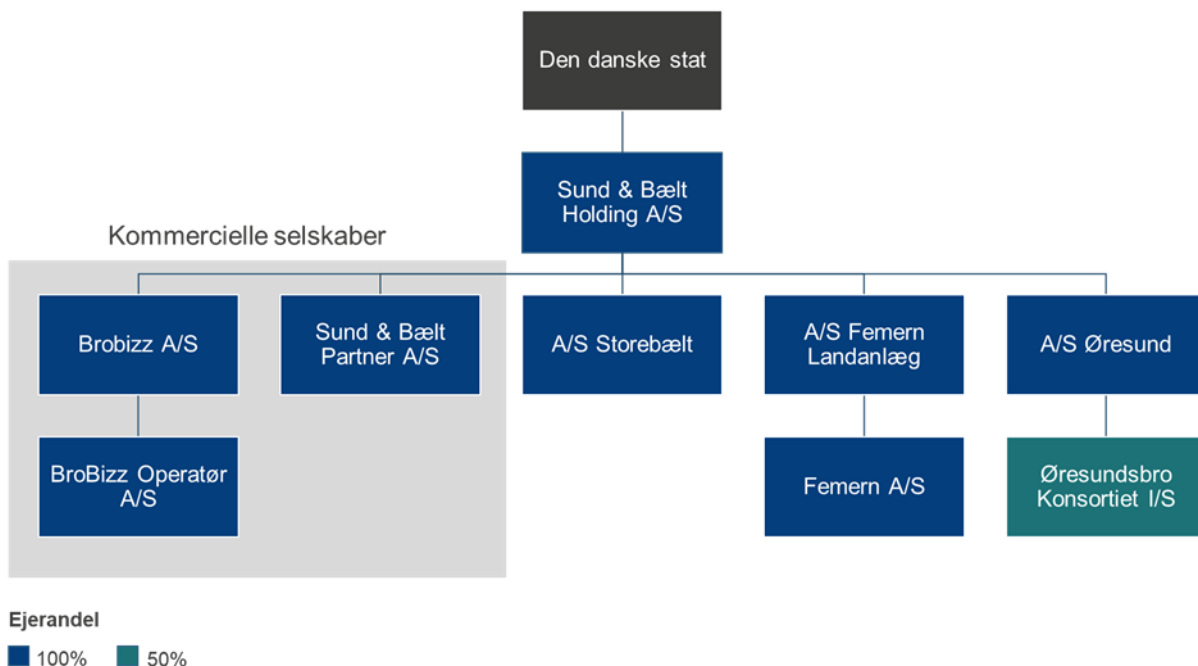 Den danske stat
Sund & Bælt
Holding A/S
Kommercielle selskaber
Brobizz A/S
Sund & Bælt
Partner A/S
A/S Storebælt
A/S Femern
Landanlæg
A/S Øresund
BroBizz Operatør
A/S
Femern A/S
Øresundsbro
Konsortiet I/S
Ejerandel
100%
50%